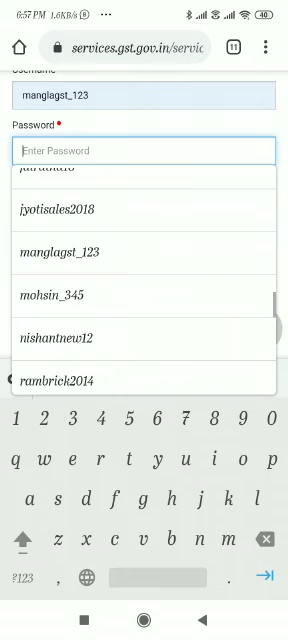 6:57 PM 1.6KB/s
40
services.gst.gov.in/servic
11
Username
manglagst_123
Password
Enter Password
jyotisales2018
manglagst_123
mohsin_345
nishantnew12
rambrick2014
1 2 3 4 5 6 7 8 9 0
q w e r t y u i o p
a s d f g h j k l
z x c v b n m
?123 , .